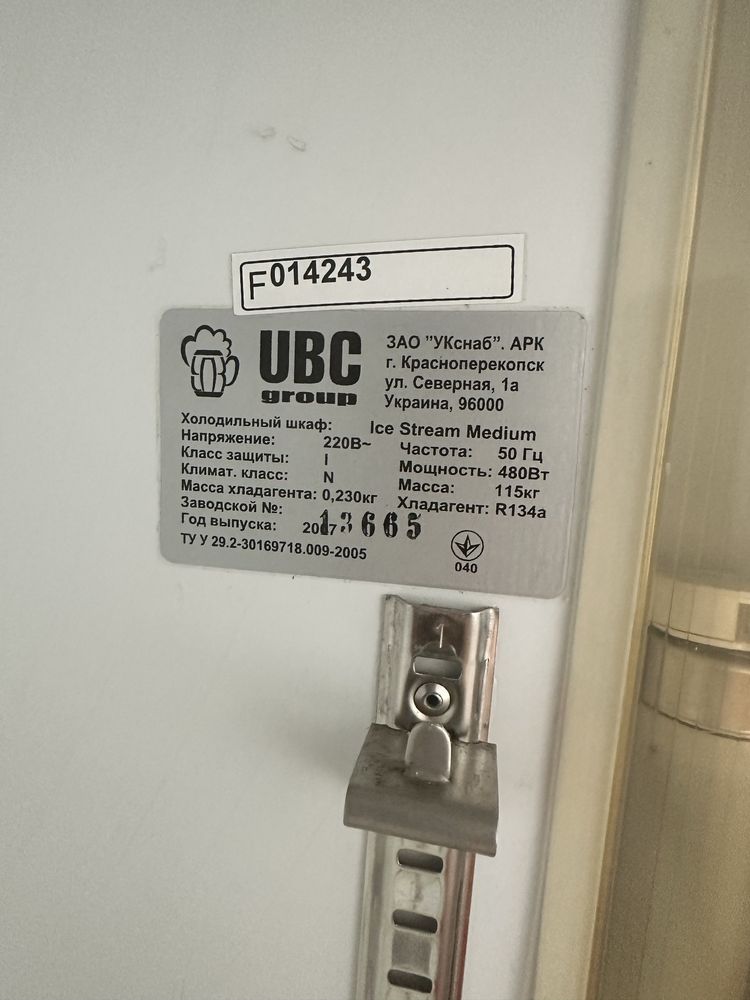 F014243
UBC
group
ЗАО "УКснаб". АРК
г. Красноперекопск
ул. Северная, 1а
Украина, 96000
Холодильный шкаф: Ice Stream Medium
Напряжение: 220В~ Частота: 50 Гц
Класс защиты: I Мощность: 480Вт
Климат. класс: N Масса: 115кг
Масса хладагента: 0,230кг Хладагент: R134a
Заводской №: 13665
Год выпуска: 2007
ТУ У 29.2-30169718.009-2005
040
1